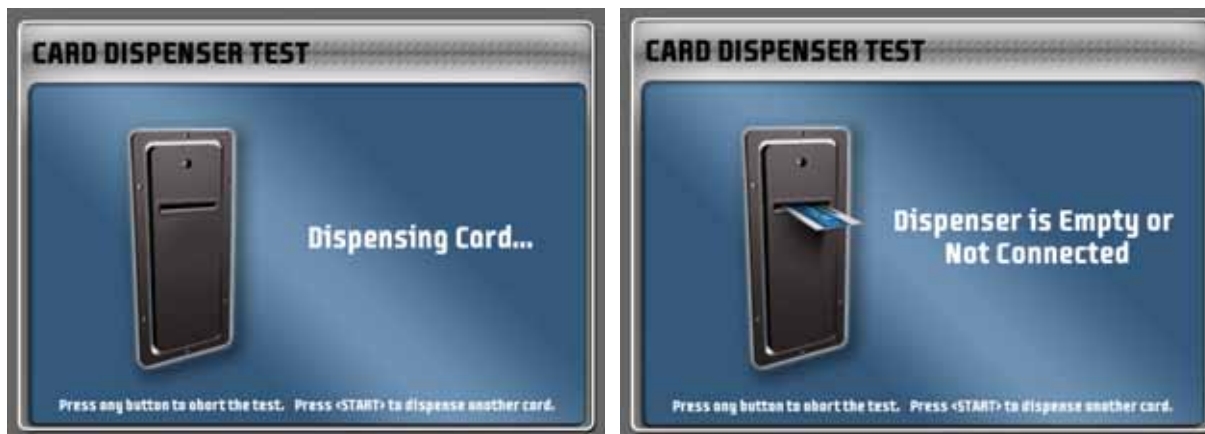 CARD DISPENSER TEST
Dispensing Card...
Press any button to abort the test. Press <START> to dispense another card.
CARD DISPENSER TEST
Dispenser is Empty or
Not Connected
Press any button to abort the test. Press <START> to dispense another card.